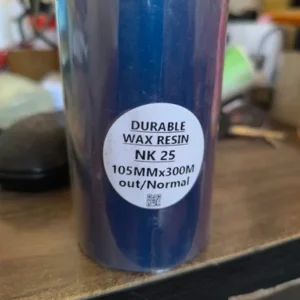 DURABLE
WAX RESIN
NK 25
105MMx300M
out/Normal